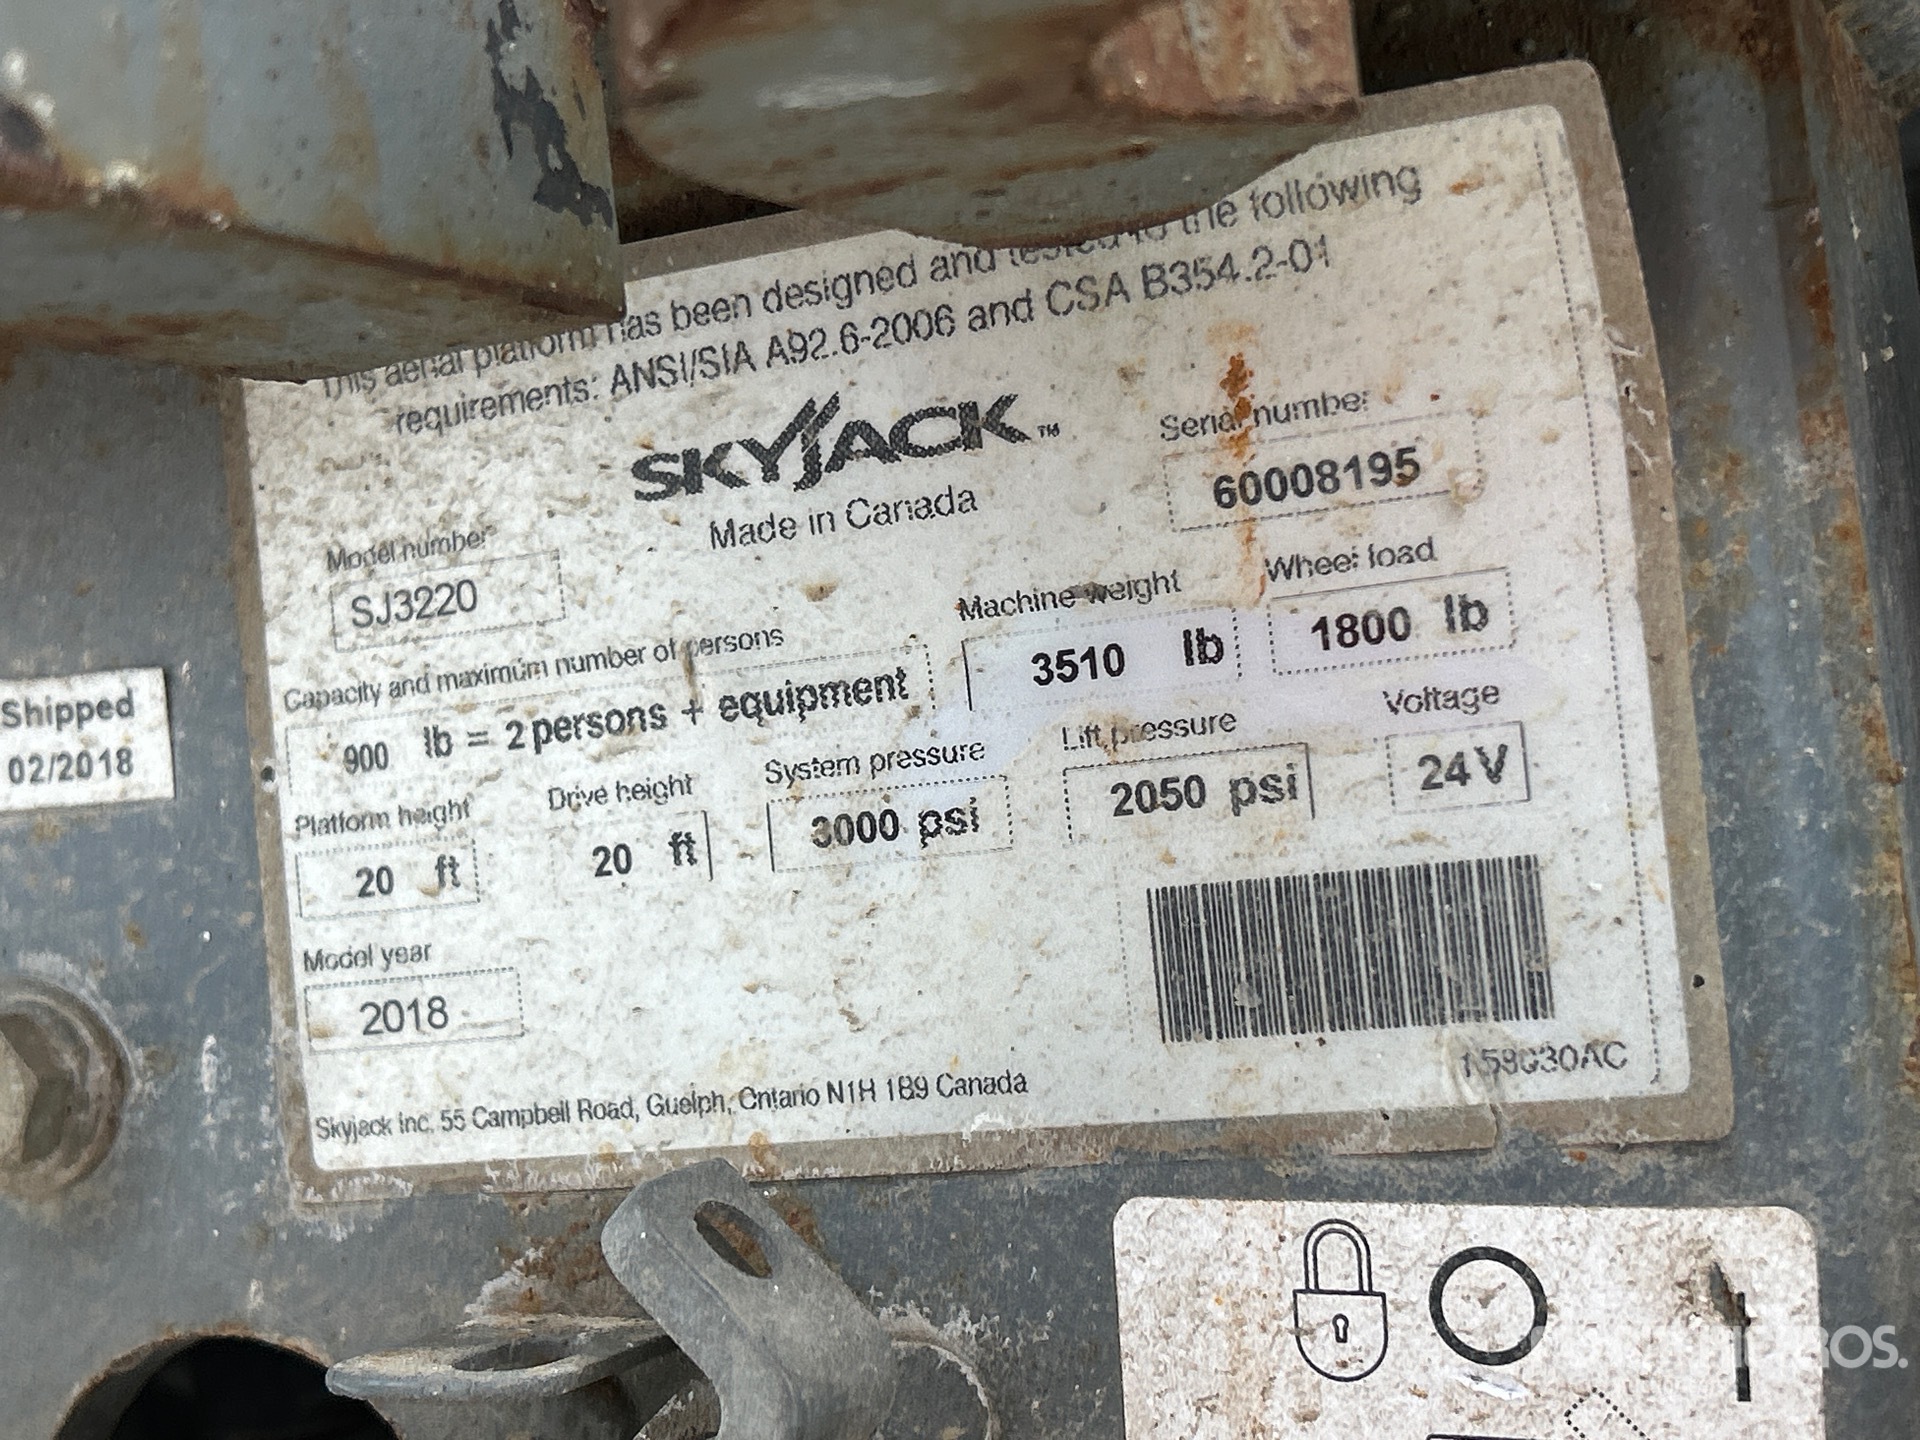 This aerial platform has been designed and tested to the following
requirements: ANSI/SIA A92.6-2006 and CSA B354.2-01
SKYJACK™
Made in Canada
Serial number
60008195
Model number
SJ3220
Machine weight
3510 lb
Wheel load
1800 lb
Capacity and maximum number of persons
900 lb = 2 persons + equipment
Platform height
20 ft
Drive height
20 ft
System pressure
3000 psi
Lift pressure
2050 psi
Voltage
24 V
Model year
2018
Skyjack Inc. 55 Campbell Road, Guelph, Ontario N1H 1B9 Canada
Shipped
02/2018